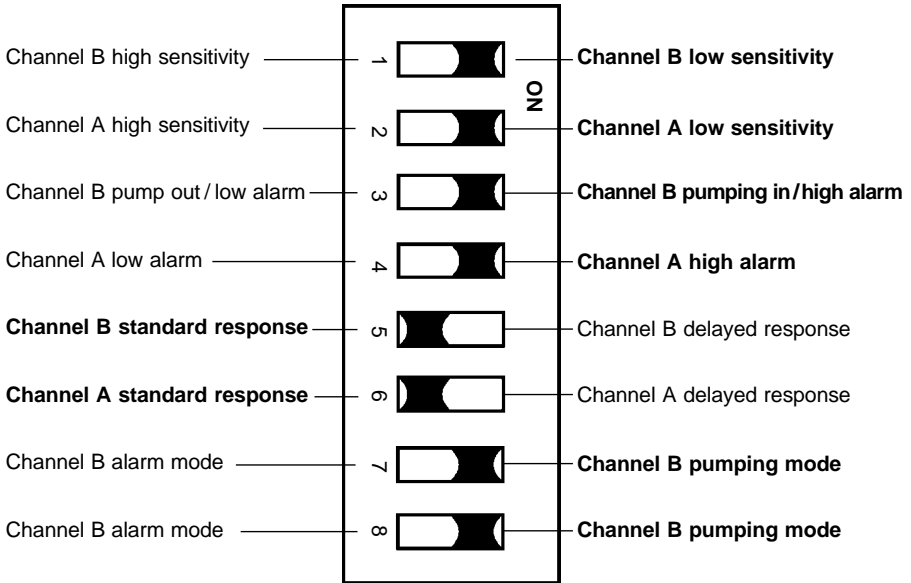 Channel B high sensitivity 1 Channel B low sensitivity
ON
Channel A high sensitivity 2 Channel A low sensitivity
Channel B pump out / low alarm 3 Channel B pumping in / high alarm
Channel A low alarm 4 Channel A high alarm
Channel B standard response 5 Channel B delayed response
Channel A standard response 6 Channel A delayed response
Channel B alarm mode 7 Channel B pumping mode
Channel B alarm mode 8 Channel B pumping mode